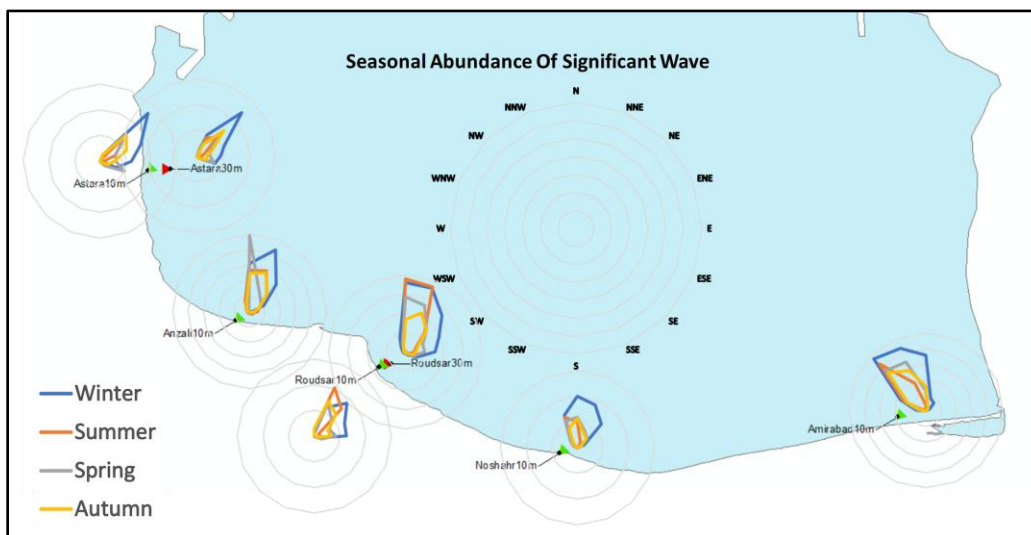 Seasonal Abundance Of Significant Wave
N
NNW
NNE
NW
NE
WNW
ENE
W
E
WSW
ESE
SW
SE
SSW
SSE
S
Astara10m
Astara30m
Anzali10m
Roudsar30m
Roudsar10m
Noshahr10m
Amirabad10m
Winter
Summer
Spring
Autumn